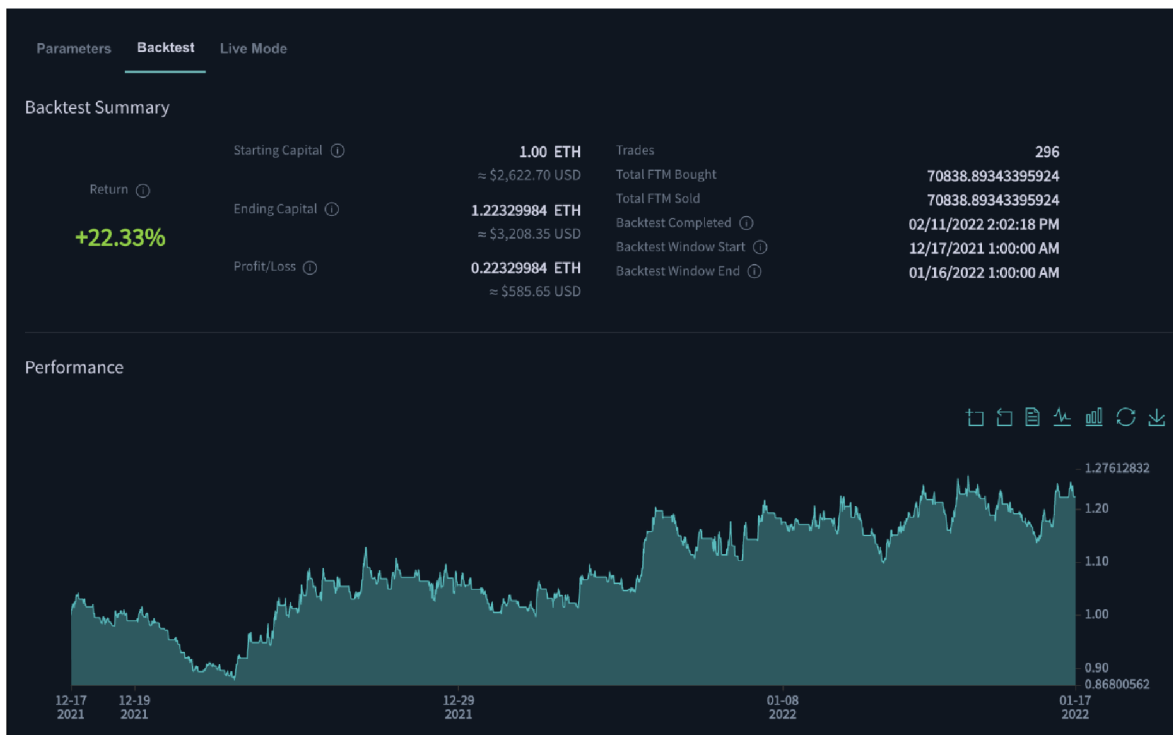 Parameters Backtest Live Mode
Backtest Summary
Return
+22.33%
Starting Capital 1.00 ETH
≈ $2,622.70 USD
Ending Capital 1.22329984 ETH
≈ $3,208.35 USD
Profit/Loss 0.22329984 ETH
≈ $585.65 USD
Trades 296
Total FTM Bought 70838.89343395924
Total FTM Sold 70838.89343395924
Backtest Completed 02/11/2022 2:02:18 PM
Backtest Window Start 12/17/2021 1:00:00 AM
Backtest Window End 01/16/2022 1:00:00 AM
Performance
1.27612832
1.20
1.10
1.00
0.90
0.86800562
12-17 12-19 12-29 01-08 01-17
2021 2021 2021 2022 2022